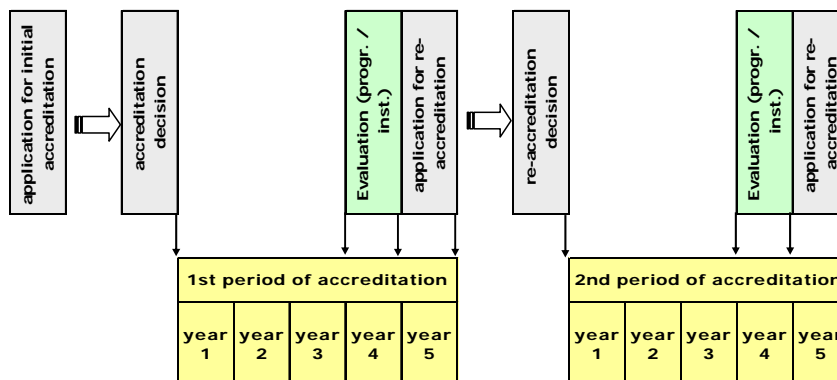 application for initial
accreditation
accreditation
decision
Evaluation (progr. /
inst.)
application for re-
accreditation
re-accreditation
decision
Evaluation (progr. /
inst.)
application for re-
accreditation
1st period of accreditation
year
1
year
2
year
3
year
4
year
5
2nd period of accreditation
year
1
year
2
year
3
year
4
year
5